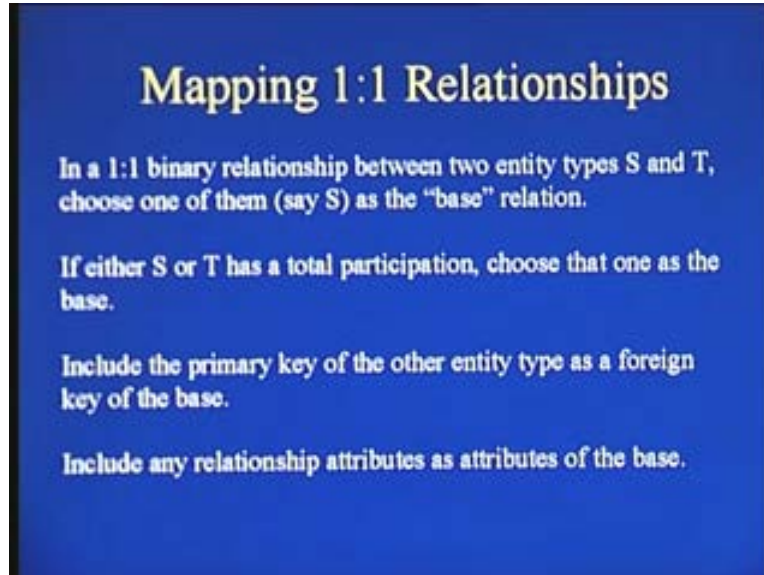 Mapping 1:1 Relationships
In a 1:1 binary relationship between two entity types S and T,
choose one of them (say S) as the “base” relation.
If either S or T has a total participation, choose that one as the
base.
Include the primary key of the other entity type as a foreign
key of the base.
Include any relationship attributes as attributes of the base.